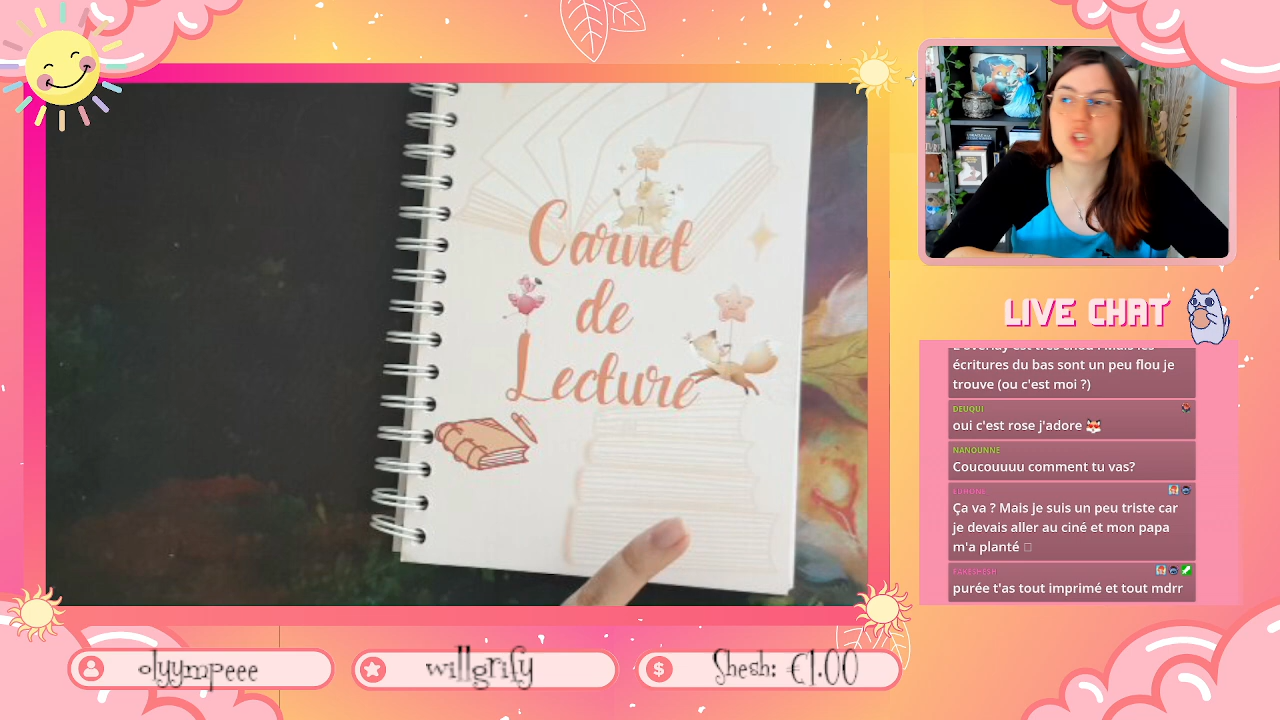 Carnet
de
Lecture
LIVE CHAT
écritures du bas sont un peu flou je
trouve (ou c'est moi ?)
DEUQUI
oui c'est rose j'adore
NANOUNNE
Coucouuuu comment tu vas?
Ça va ? Mais je suis un peu triste car
je devais aller au ciné et mon papa
m'a planté
FAKESHESH
purée t'as tout imprimé et tout mdrr
olyympeee
willgrify
Shesh: €1.00